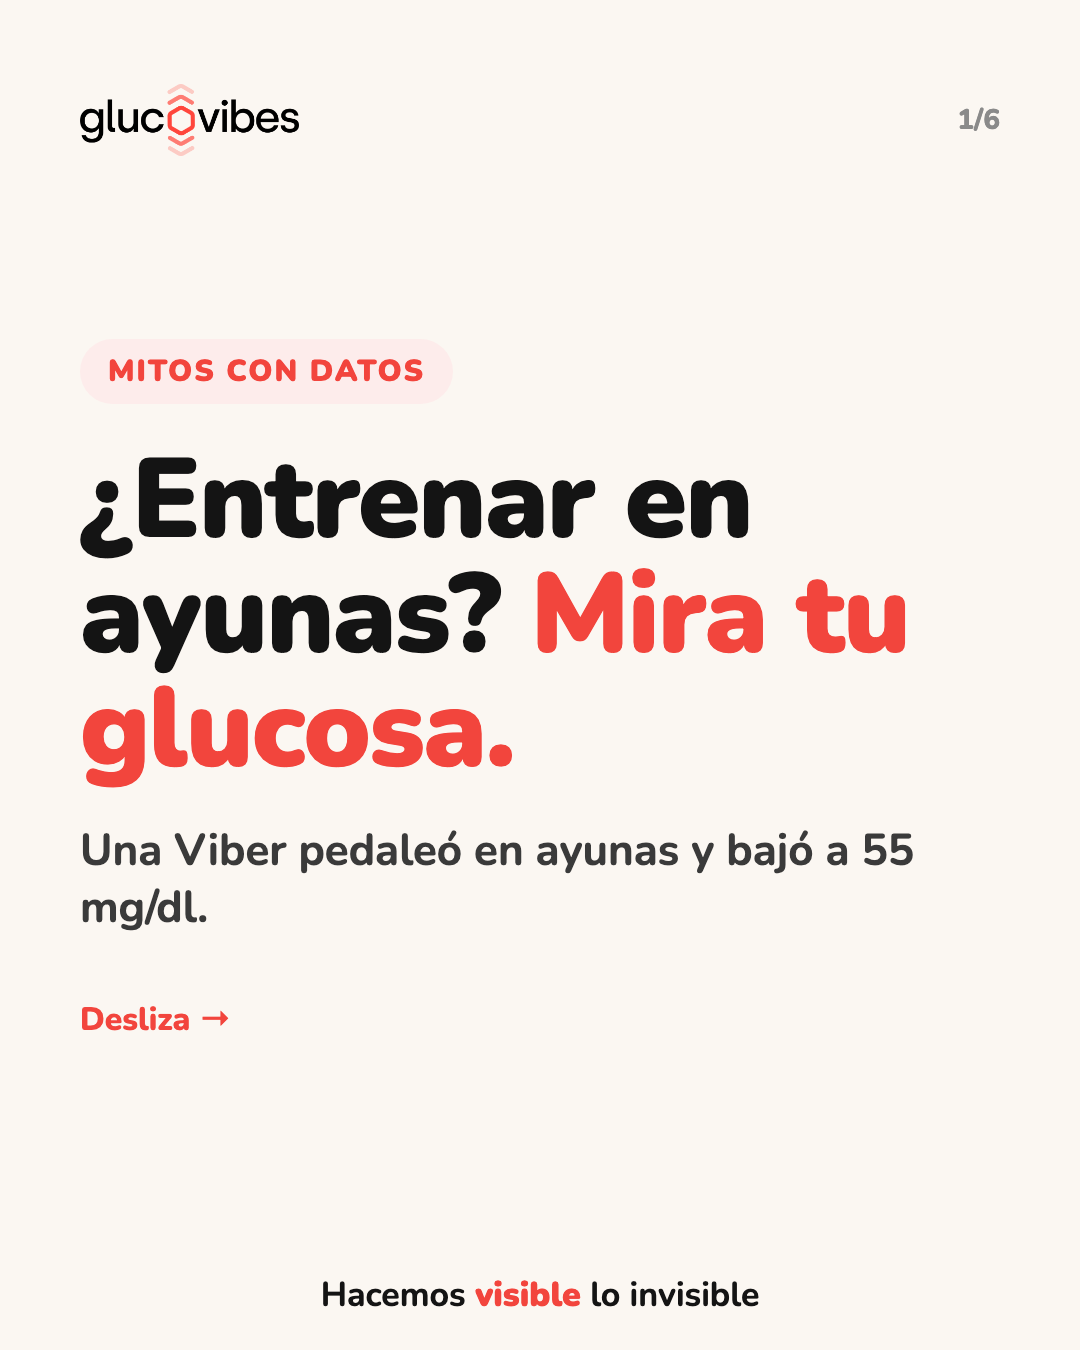 glucovibes
1/6
MITOS CON DATOS
¿Entrenar en
ayunas? Mira tu
glucosa.
Una Viber pedaleó en ayunas y bajó a 55
mg/dl.
Desliza →
Hacemos visible lo invisible